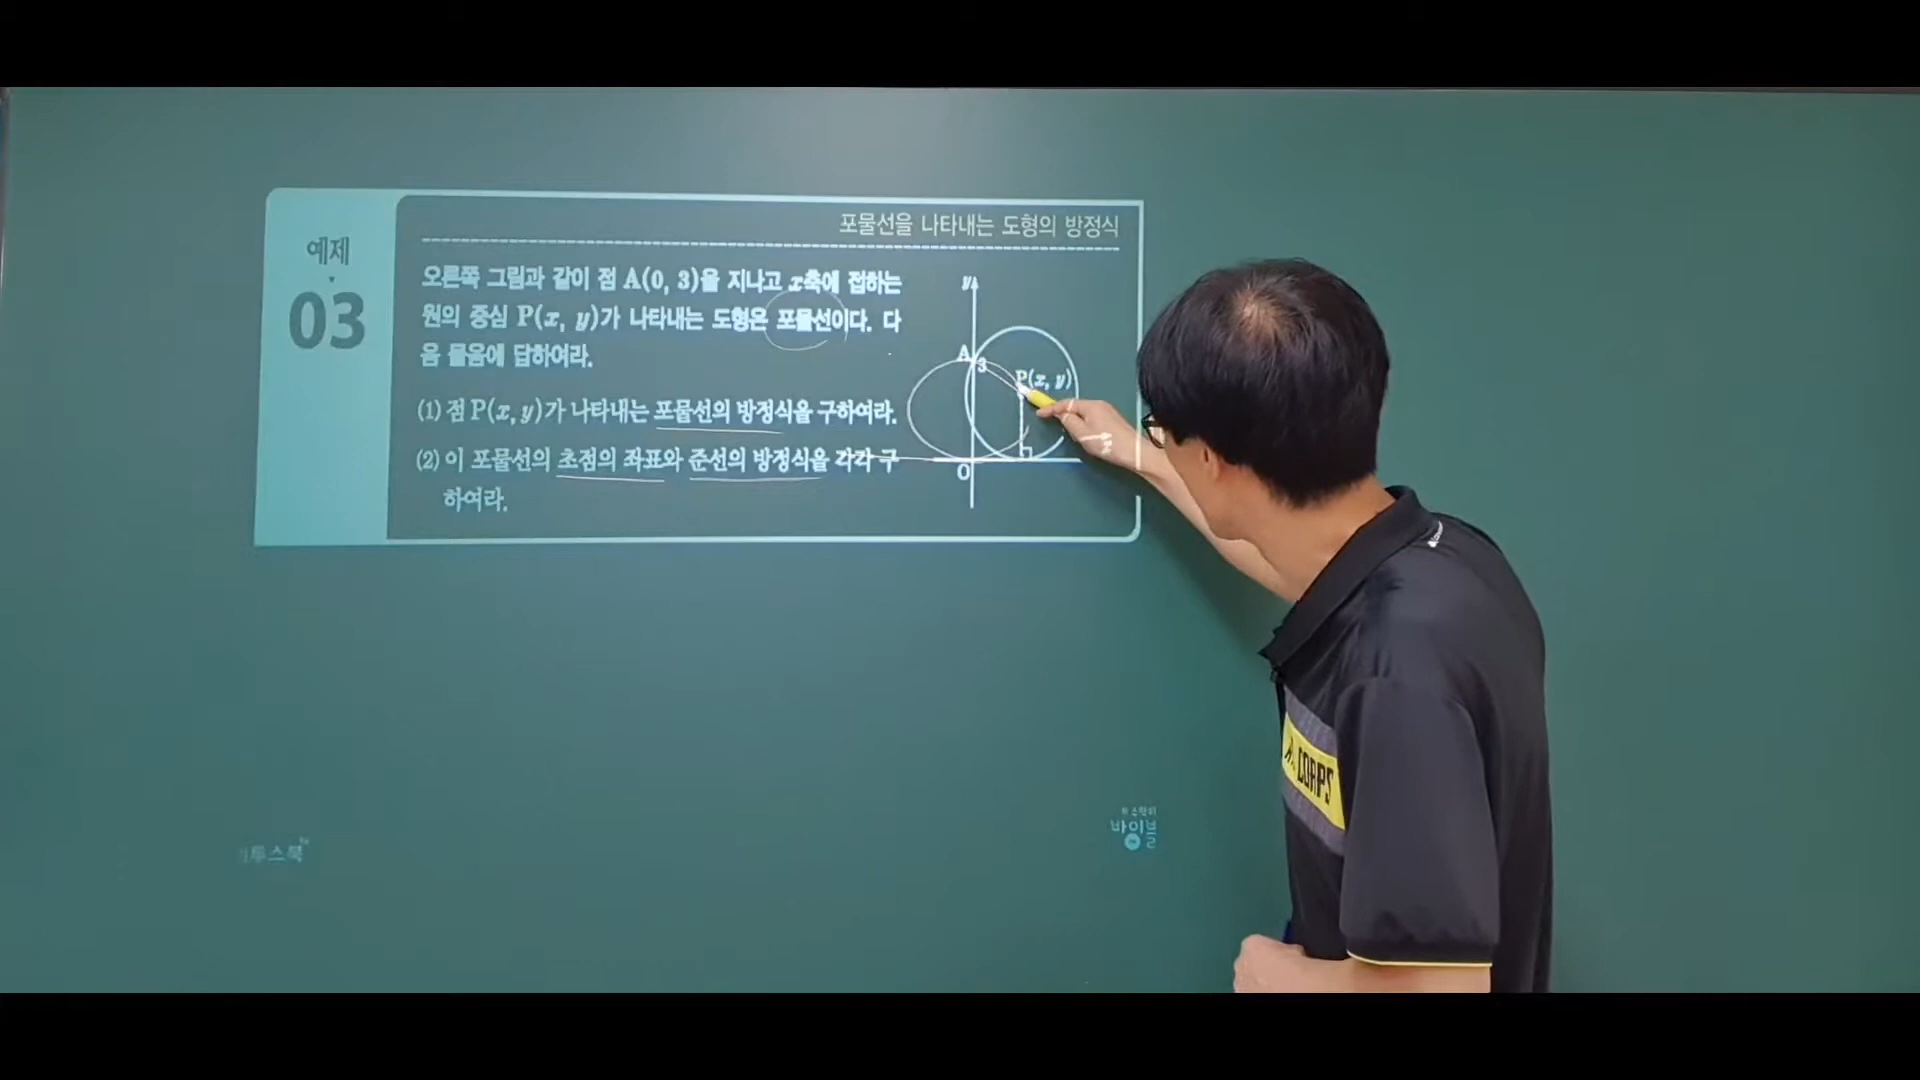 포물선을 나타내는 도형의 방정식
예제
03
오른쪽 그림과 같이 점 A(0, 3)을 지나고 x축에 접하는
원의 중심 P(x, y)가 나타내는 도형은 포물선이다. 다
음 물음에 답하여라.
(1) 점 P(x, y)가 나타내는 포물선의 방정식을 구하여라.
(2) 이 포물선의 초점의 좌표와 준선의 방정식을 각각 구
하여라.
y
A
3
P(x, y)
x
O
CORPS
투스북
바이블